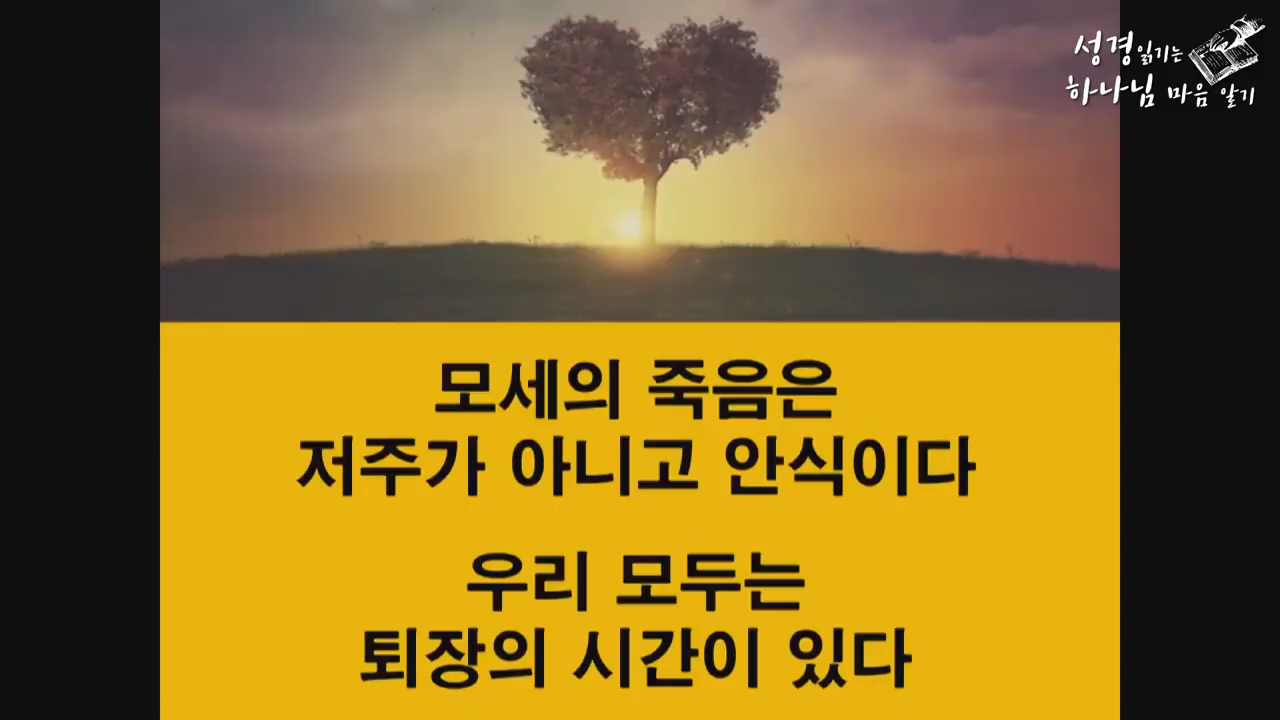 성경읽기는
하나님 마음 알기
모세의 죽음은
저주가 아니고 안식이다
우리 모두는
퇴장의 시간이 있다